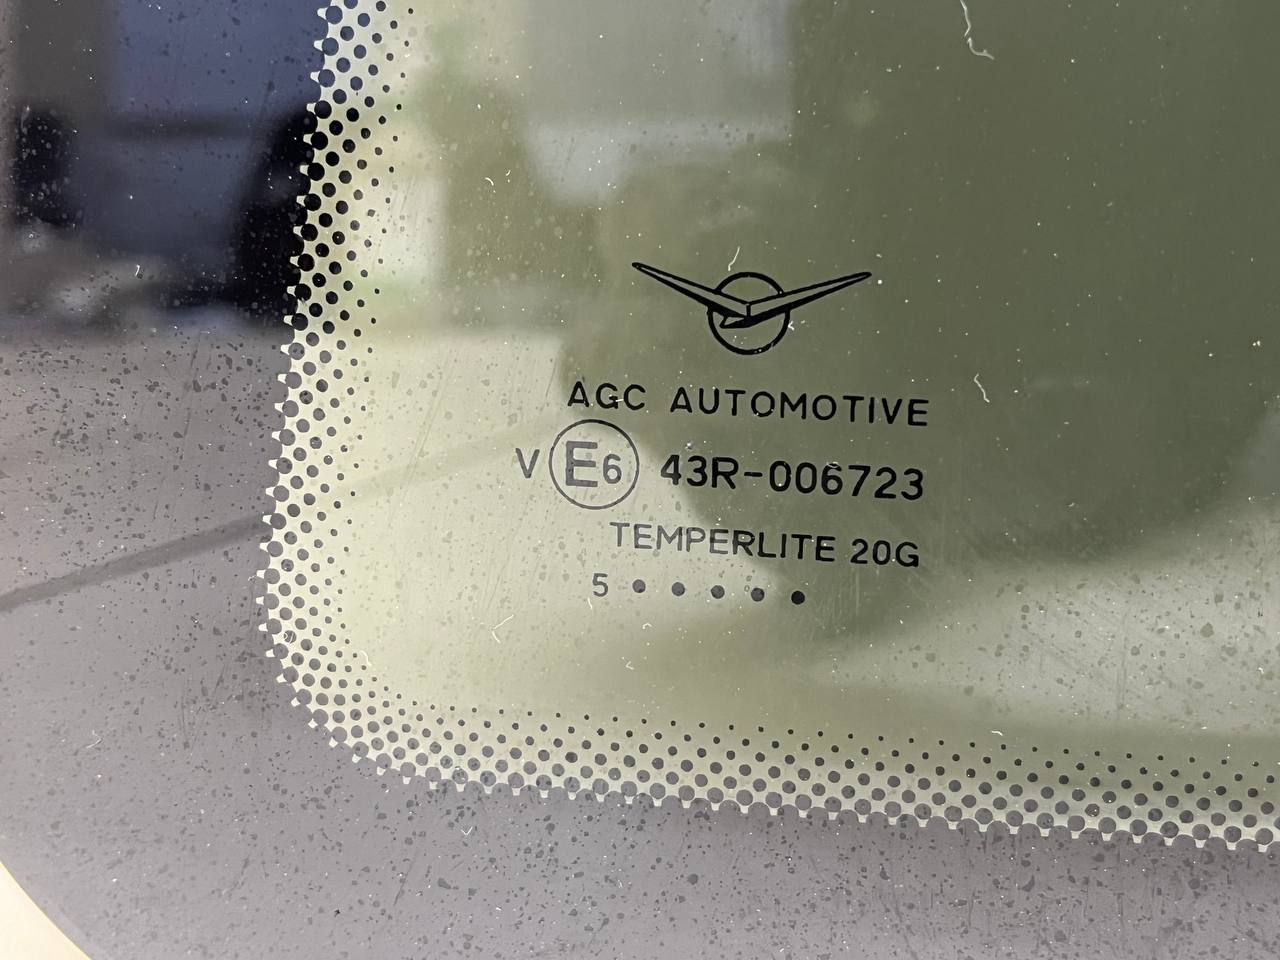 AGC AUTOMOTIVE
V E6 43R-006723
TEMPERLITE 20G
5 • • • • •